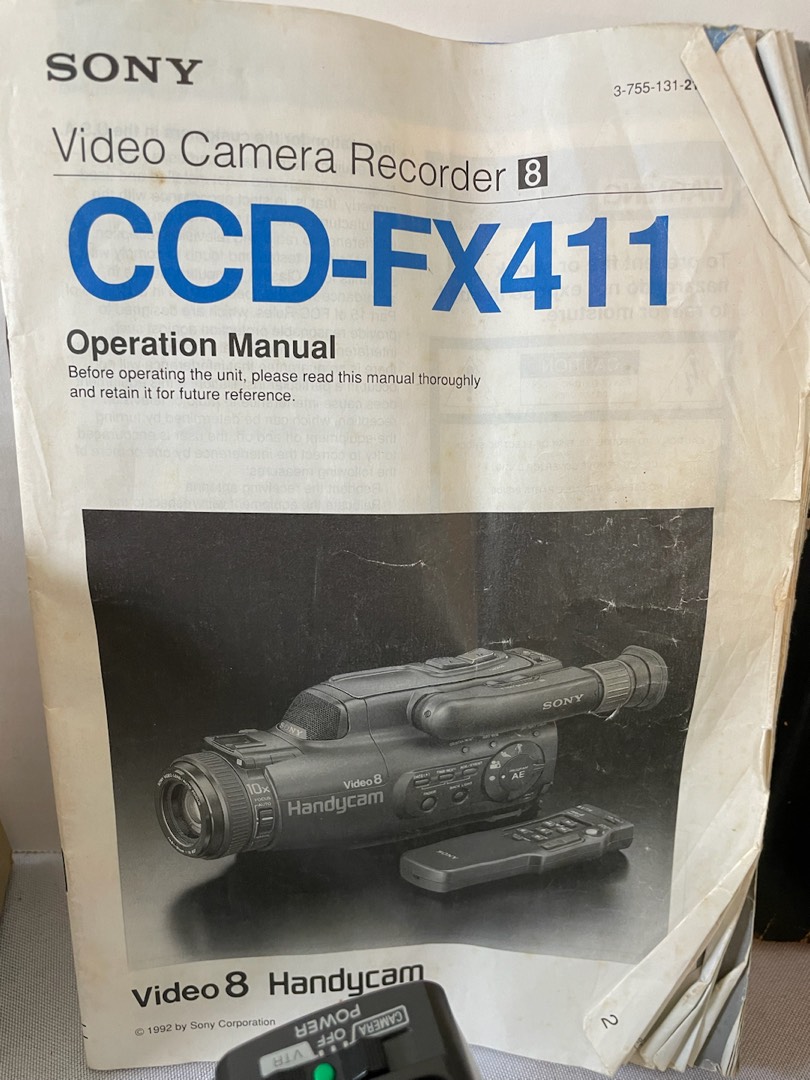 SONY
3-755-131-2
Video Camera Recorder 8
CCD-FX411
Operation Manual
Before operating the unit, please read this manual thoroughly
and retain it for future reference.
SONY
SONY
10x
Video 8
Handycam
AE
SONY
Video 8 Handycam
© 1992 by Sony Corporation
2
POWER
CAMERA OFF
VTR